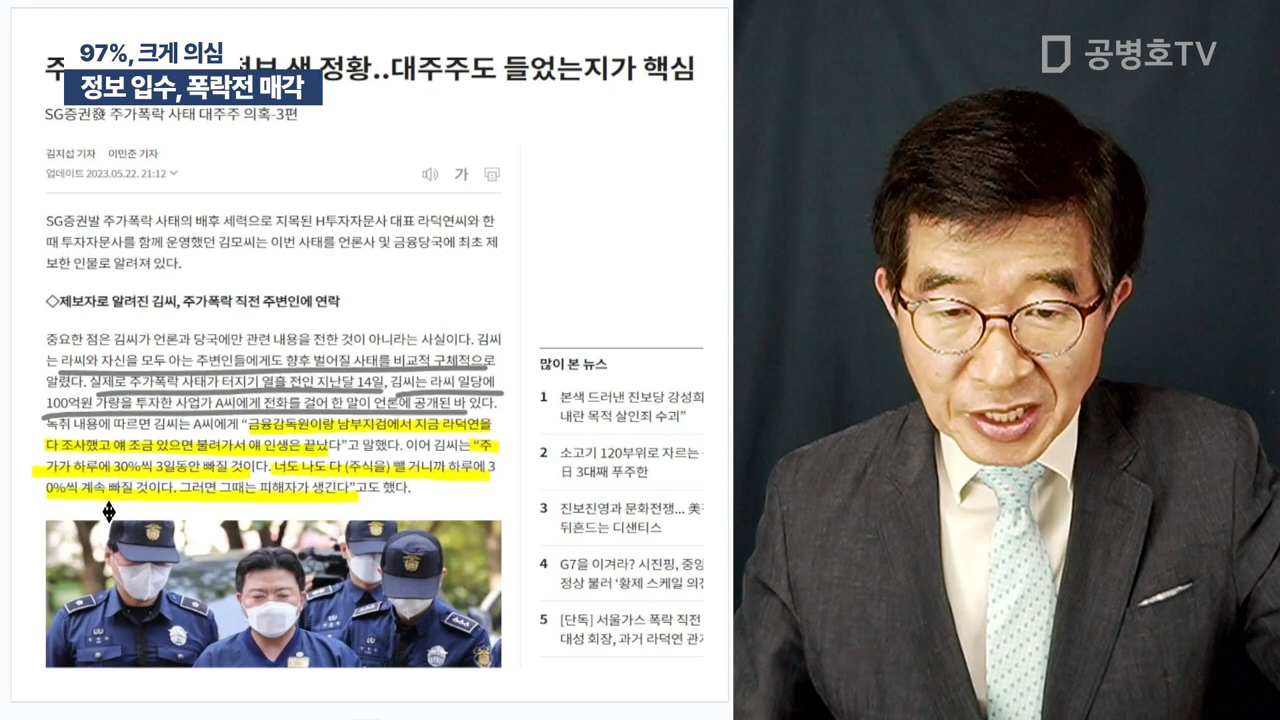 97%, 크게 의심
정보 입수, 폭락전 매각
정황..대주주도 들었는지가 핵심
SG증권發 주가폭락 사태 대주주 의혹-3편
김지섭 기자 이민준 기자
업데이트 2023.05.22. 21:12
가
SG증권발 주가폭락 사태의 배후 세력으로 지목된 H투자자문사 대표 라덕연씨와 한
때 투자자문사를 함께 운영했던 김모씨는 이번 사태를 언론사 및 금융당국에 최초 제
보한 인물로 알려져 있다.
◇제보자로 알려진 김씨, 주가폭락 직전 주변인에 연락
중요한 점은 김씨가 언론과 당국에만 관련 내용을 전한 것이 아니라는 사실이다. 김씨
는 라씨와 자신을 모두 아는 주변인들에게도 향후 벌어질 사태를 비교적 구체적으로
알렸다. 실제로 주가폭락 사태가 터지기 열흘 전인 지난달 14일, 김씨는 라씨 일당에
100억원 가량을 투자한 사업가 A씨에게 전화를 걸어 한 말이 언론에 공개된 바 있다.
녹취 내용에 따르면 김씨는 A씨에게 “금융감독원이랑 남부지검에서 지금 라덕연을
다 조사했고 얘 조금 있으면 불려가서 얘 인생은 끝났다”고 말했다. 이어 김씨는 “주
가가 하루에 30%씩 3일동안 빠질 것이다. 너도 나도 다 (주식을) 뺄 거니까 하루에 3
0%씩 계속 빠질 것이다. 그러면 그때는 피해자가 생긴다”고도 했다.
많이 본 뉴스
1 본색 드러낸 진보당 강성희
내란 목적 살인죄 수괴”
2 소고기 120부위로 자르는
日 3대째 푸주한
3 진보진영과 문화전쟁... 美
뒤흔드는 디샌티스
4 G7을 이겨라? 시진핑, 중앙
정상 불러 ‘황제 스케일 의전
5 [단독] 서울가스 폭락 직전
대성 회장, 과거 라덕연 관
공병호TV